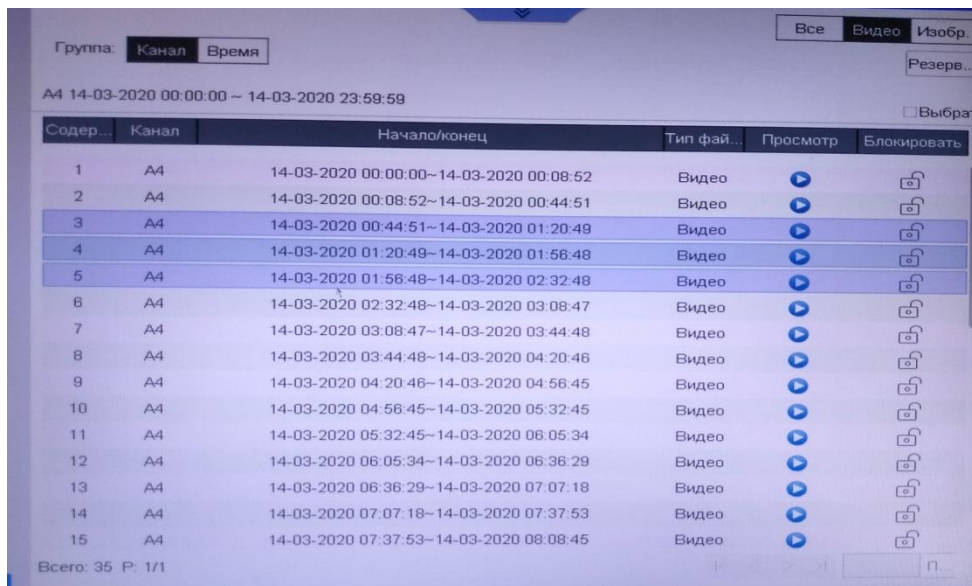 Все Видео Изобр.
Группа: Канал Время
Резерв...
A4 14-03-2020 00:00:00 ~ 14-03-2020 23:59:59
Выбрат
Содер... Канал Начало/конец Тип фай... Просмотр Блокировать
1 A4 14-03-2020 00:00:00~14-03-2020 00:08:52 Видео
2 A4 14-03-2020 00:08:52~14-03-2020 00:44:51 Видео
3 A4 14-03-2020 00:44:51~14-03-2020 01:20:49 Видео
4 A4 14-03-2020 01:20:49~14-03-2020 01:56:48 Видео
5 A4 14-03-2020 01:56:48~14-03-2020 02:32:48 Видео
6 A4 14-03-2020 02:32:48~14-03-2020 03:08:47 Видео
7 A4 14-03-2020 03:08:47~14-03-2020 03:44:48 Видео
8 A4 14-03-2020 03:44:48~14-03-2020 04:20:46 Видео
9 A4 14-03-2020 04:20:46~14-03-2020 04:56:45 Видео
10 A4 14-03-2020 04:56:45~14-03-2020 05:32:45 Видео
11 A4 14-03-2020 05:32:45~14-03-2020 06:05:34 Видео
12 A4 14-03-2020 06:05:34~14-03-2020 06:36:29 Видео
13 A4 14-03-2020 06:36:29~14-03-2020 07:07:18 Видео
14 A4 14-03-2020 07:07:18~14-03-2020 07:37:53 Видео
15 A4 14-03-2020 07:37:53~14-03-2020 08:08:45 Видео
Всего: 35 P: 1/1 П...